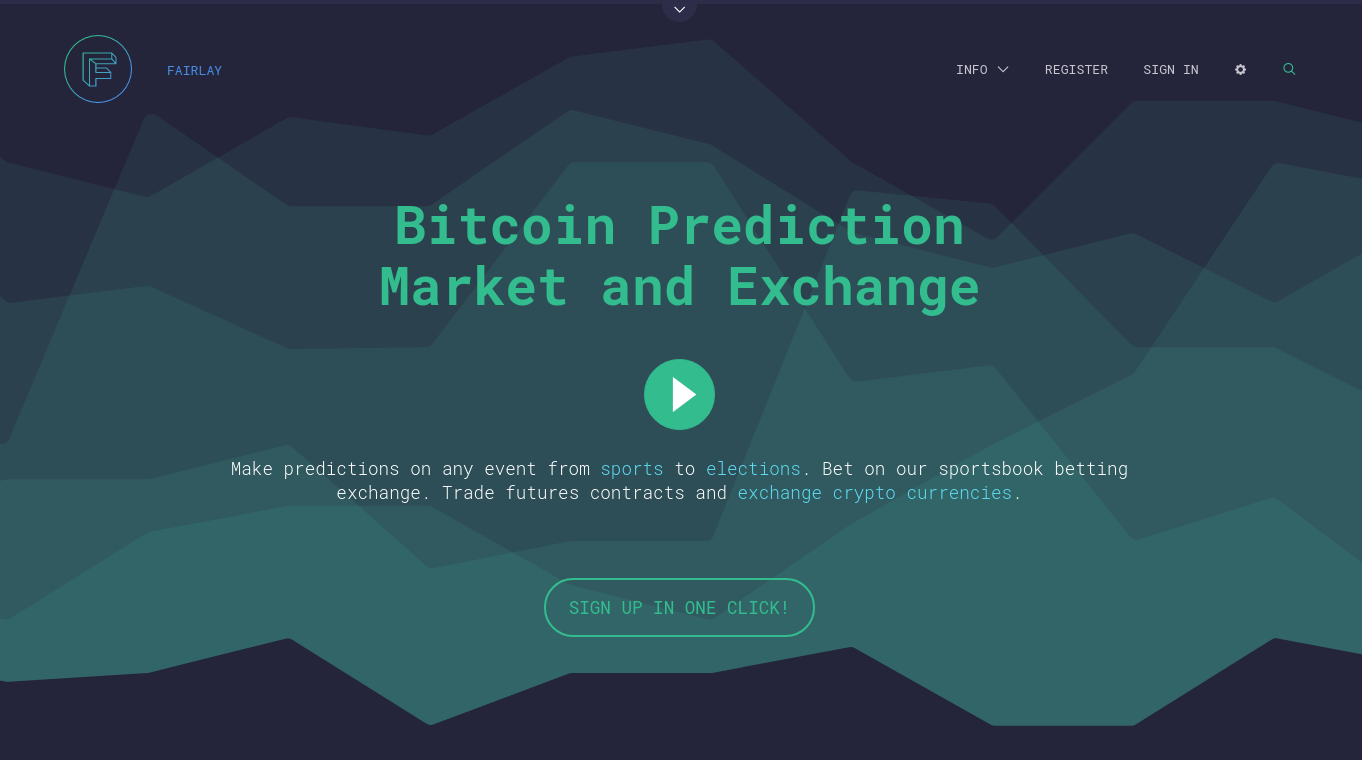 FAIRLAY
INFO
REGISTER
SIGN IN
Bitcoin Prediction
Market and Exchange
Make predictions on any event from sports to elections. Bet on our sportsbook betting
exchange. Trade futures contracts and exchange crypto currencies.
SIGN UP IN ONE CLICK!